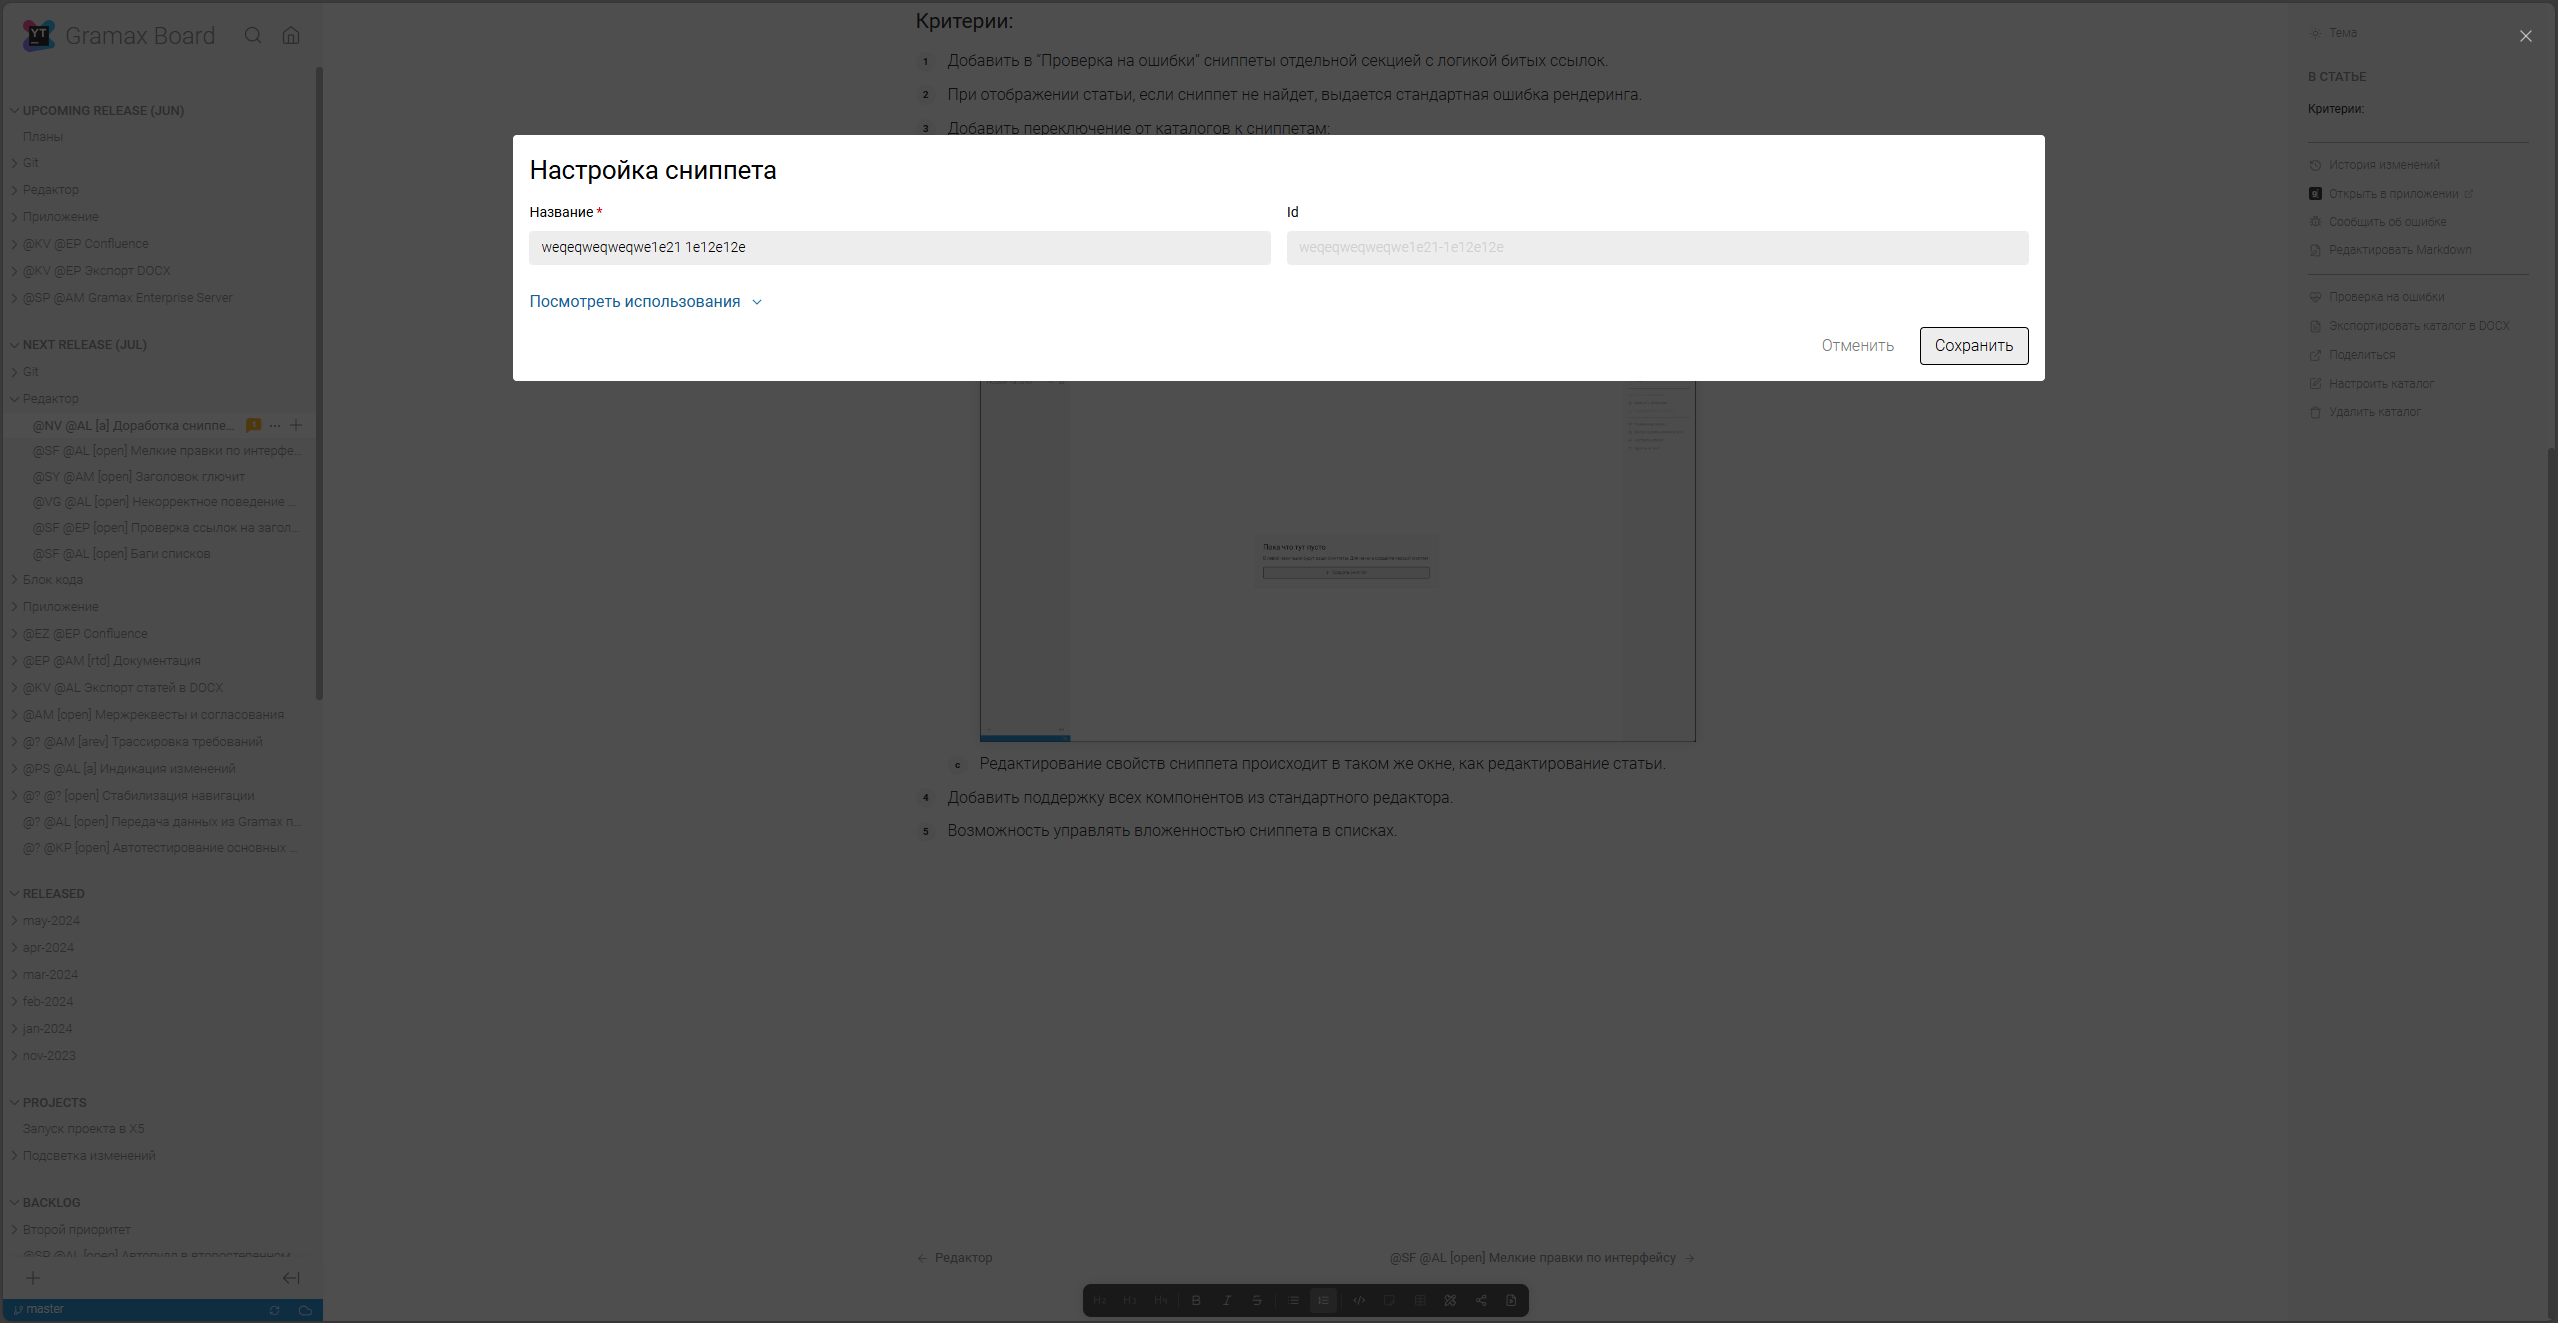 YT
Gramax Board
UPCOMING RELEASE (JUN)
Планы
Git
Редактор
Приложение
@KV @EP Confluence
@KV @EP Экспорт DOCX
@SP @AM Gramax Enterprise Server
NEXT RELEASE (JUL)
Git
Редактор
@NV @AL [a] Доработка сниппе...
1
@SF @AL [open] Мелкие правки по интерфе...
@SY @AM [open] Заголовок глючит
@VG @AL [open] Некорректное поведение ...
@SF @EP [open] Проверка ссылок на загол...
@SF @AL [open] Баги списков
Блок кода
Приложение
@EZ @EP Confluence
@EP @AM [rtd] Документация
@KV @AL Экспорт статей в DOCX
@AM [open] Мержреквесты и согласования
@? @AM [arev] Трассировка требований
@PS @AL [a] Индикация изменений
@? @? [open] Стабилизация навигации
@? @AL [open] Передача данных из Gramax п...
@? @KP [open] Автотестирование основных ...
RELEASED
may-2024
apr-2024
mar-2024
feb-2024
jan-2024
nov-2023
PROJECTS
Запуск проекта в X5
Подсветка изменений
BACKLOG
Второй приоритет
@SP @AL [open] Автопулл в второстепенном
master
Критерии:
1 Добавить в “Проверка на ошибки” сниппеты отдельной секцией с логикой битых ссылок.
2 При отображении статьи, если сниппет не найдет, выдается стандартная ошибка рендеринга.
3 Добавить переключение от каталогов к сниппетам:
Настройка сниппета
Название *
Id
weqeqweqweqwe1e21 1e12e12e
weqeqweqweqwe1e21-1e12e12e
Посмотреть использования
Отменить
Сохранить
Пока что тут пусто
c Редактирование свойств сниппета происходит в таком же окне, как редактирование статьи.
4 Добавить поддержку всех компонентов из стандартного редактора.
5 Возможность управлять вложенностью сниппета в списках.
← Редактор
@SF @AL [open] Мелкие правки по интерфейсу →
H2 H3 H4 B I S
Тема
В СТАТЬЕ
Критерии:
История изменений
Открыть в приложении
Сообщить об ошибке
Редактировать Markdown
Проверка на ошибки
Экспортировать каталог в DOCX
Поделиться
Настроить каталог
Удалить каталог